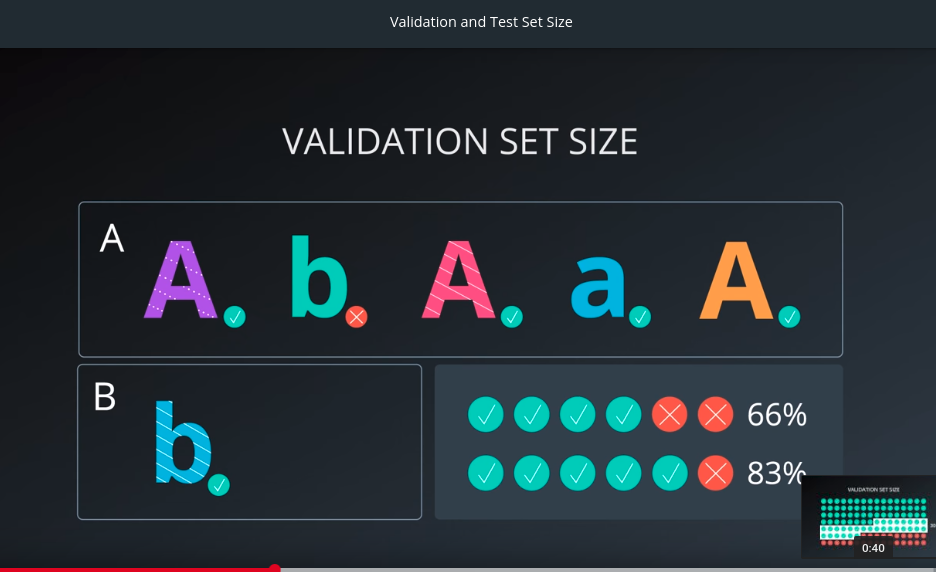 Validation and Test Set Size
VALIDATION SET SIZE
A
A b A a A
B
b
66%
83%
VALIDATION SET SIZE
0:40